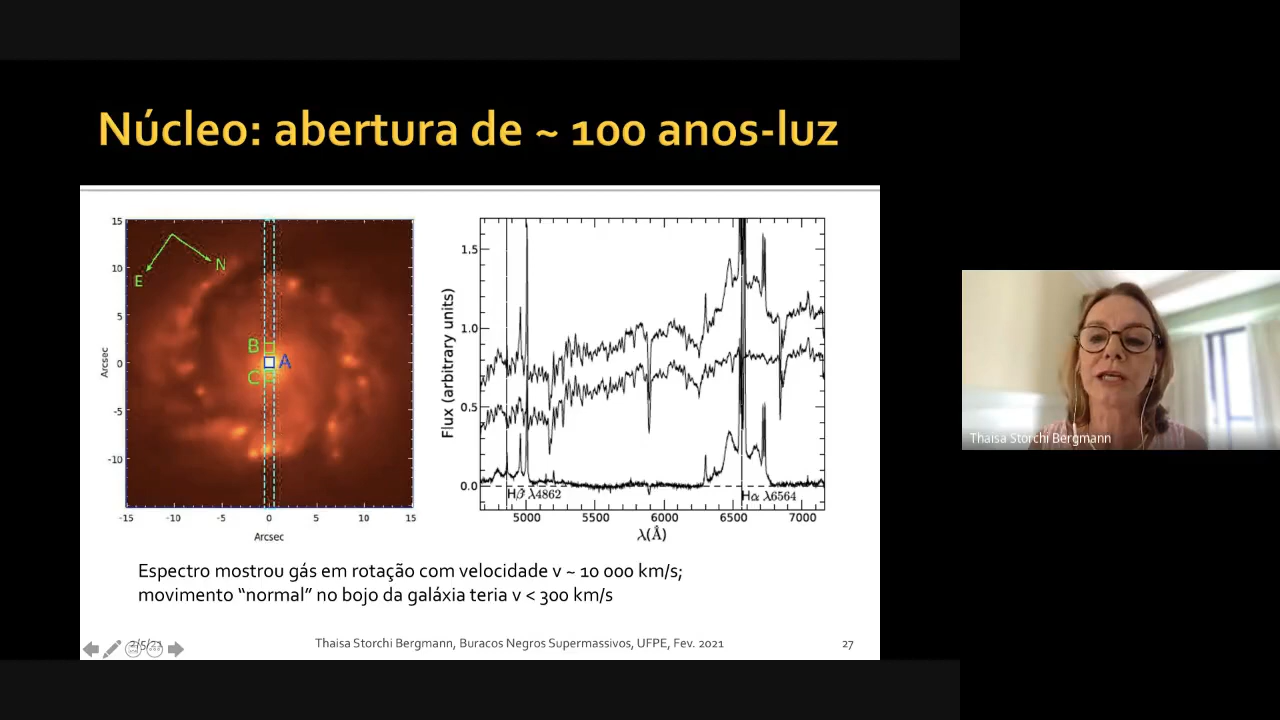 Núcleo: abertura de ~ 100 anos-luz
15
10
5
0
-5
-10
Arcsec
-15
-10
-5
0
5
10
15
Arcsec
E
N
B
A
C
Flux (arbitrary units)
1.5
1.0
0.5
0.0
Hβ λ4862
Hα λ6564
5000
5500
6000
6500
7000
λ(Å)
Espectro mostrou gás em rotação com velocidade v ~ 10 000 km/s;
movimento “normal” no bojo da galáxia teria v < 300 km/s
2/5/21
Thaisa Storchi Bergmann, Buracos Negros Supermassivos, UFPE, Fev. 2021
27
Thaisa Storchi Bergmann